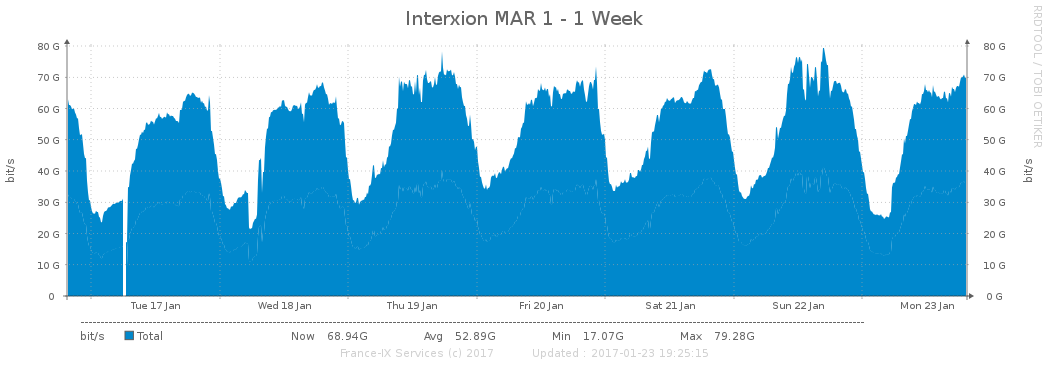 Interxion MAR 1 - 1 Week
RRDTOOL / TOBI OETIKER
bit/s
80 G 80 G
70 G 70 G
60 G 60 G
50 G 50 G
40 G 40 G
30 G 30 G
20 G 20 G
10 G 10 G
0 0 G
bit/s
Tue 17 Jan Wed 18 Jan Thu 19 Jan Fri 20 Jan Sat 21 Jan Sun 22 Jan Mon 23 Jan
bit/s Total Now 68.94G Avg 52.89G Min 17.07G Max 79.28G
France-IX Services (c) 2017 Updated : 2017-01-23 19:25:15